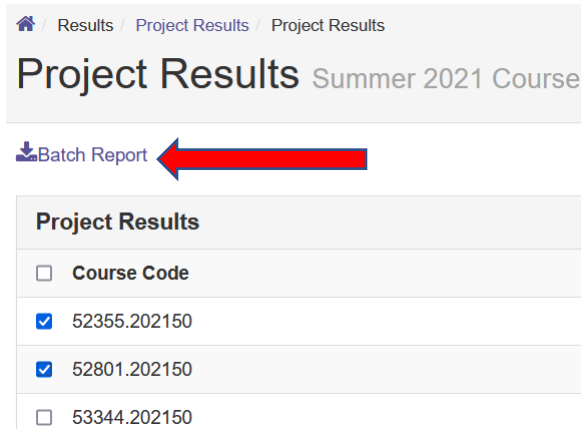 / Results / Project Results / Project Results
Project Results Summer 2021 Course
Batch Report
Project Results
Course Code
52355.202150
52801.202150
53344.202150